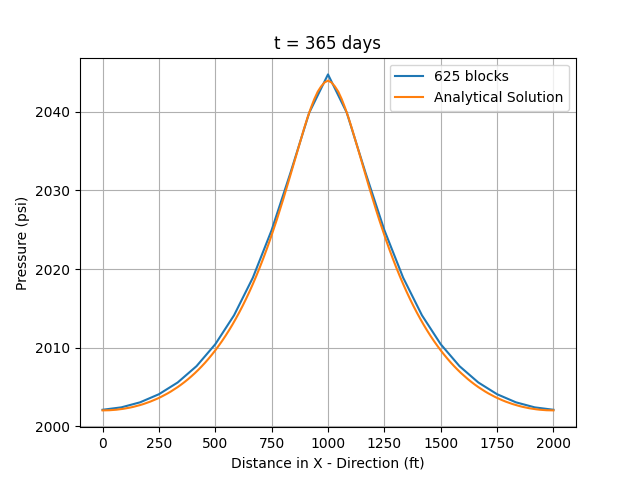 t = 365 days
625 blocks
Analytical Solution
Pressure (psi)
2040
2030
2020
2010
2000
0 250 500 750 1000 1250 1500 1750 2000
Distance in X - Direction (ft)